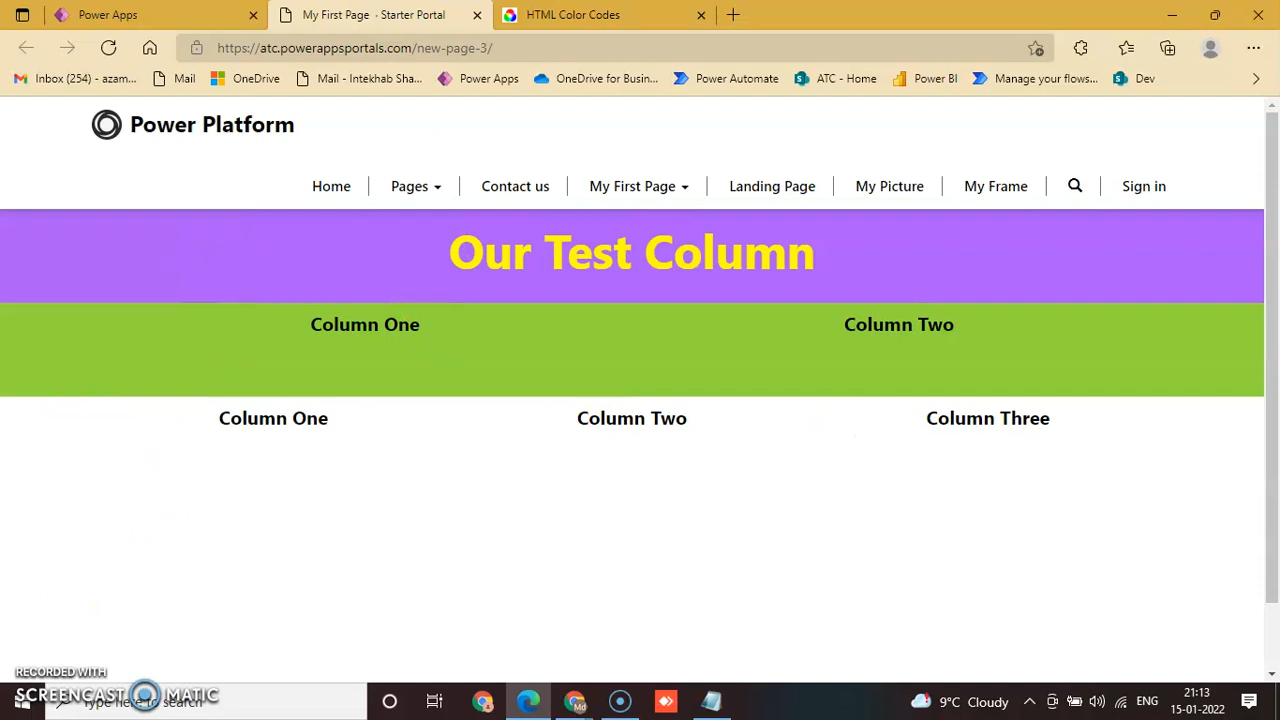 Power Apps
My First Page · Starter Portal
HTML Color Codes
https://atc.powerappsportals.com/new-page-3/
Inbox (254) - azam...
Mail
OneDrive
Mail - Intekhab Sha...
Power Apps
OneDrive for Busin...
Power Automate
ATC - Home
Power BI
Manage your flows...
Dev
Power Platform
Home
Pages
Contact us
My First Page
Landing Page
My Picture
My Frame
Sign in
Our Test Column
Column One
Column Two
Column One
Column Two
Column Three
RECORDED WITH
SCREENCAST MATIC
Type here to search
9°C Cloudy
ENG
21:13
15-01-2022